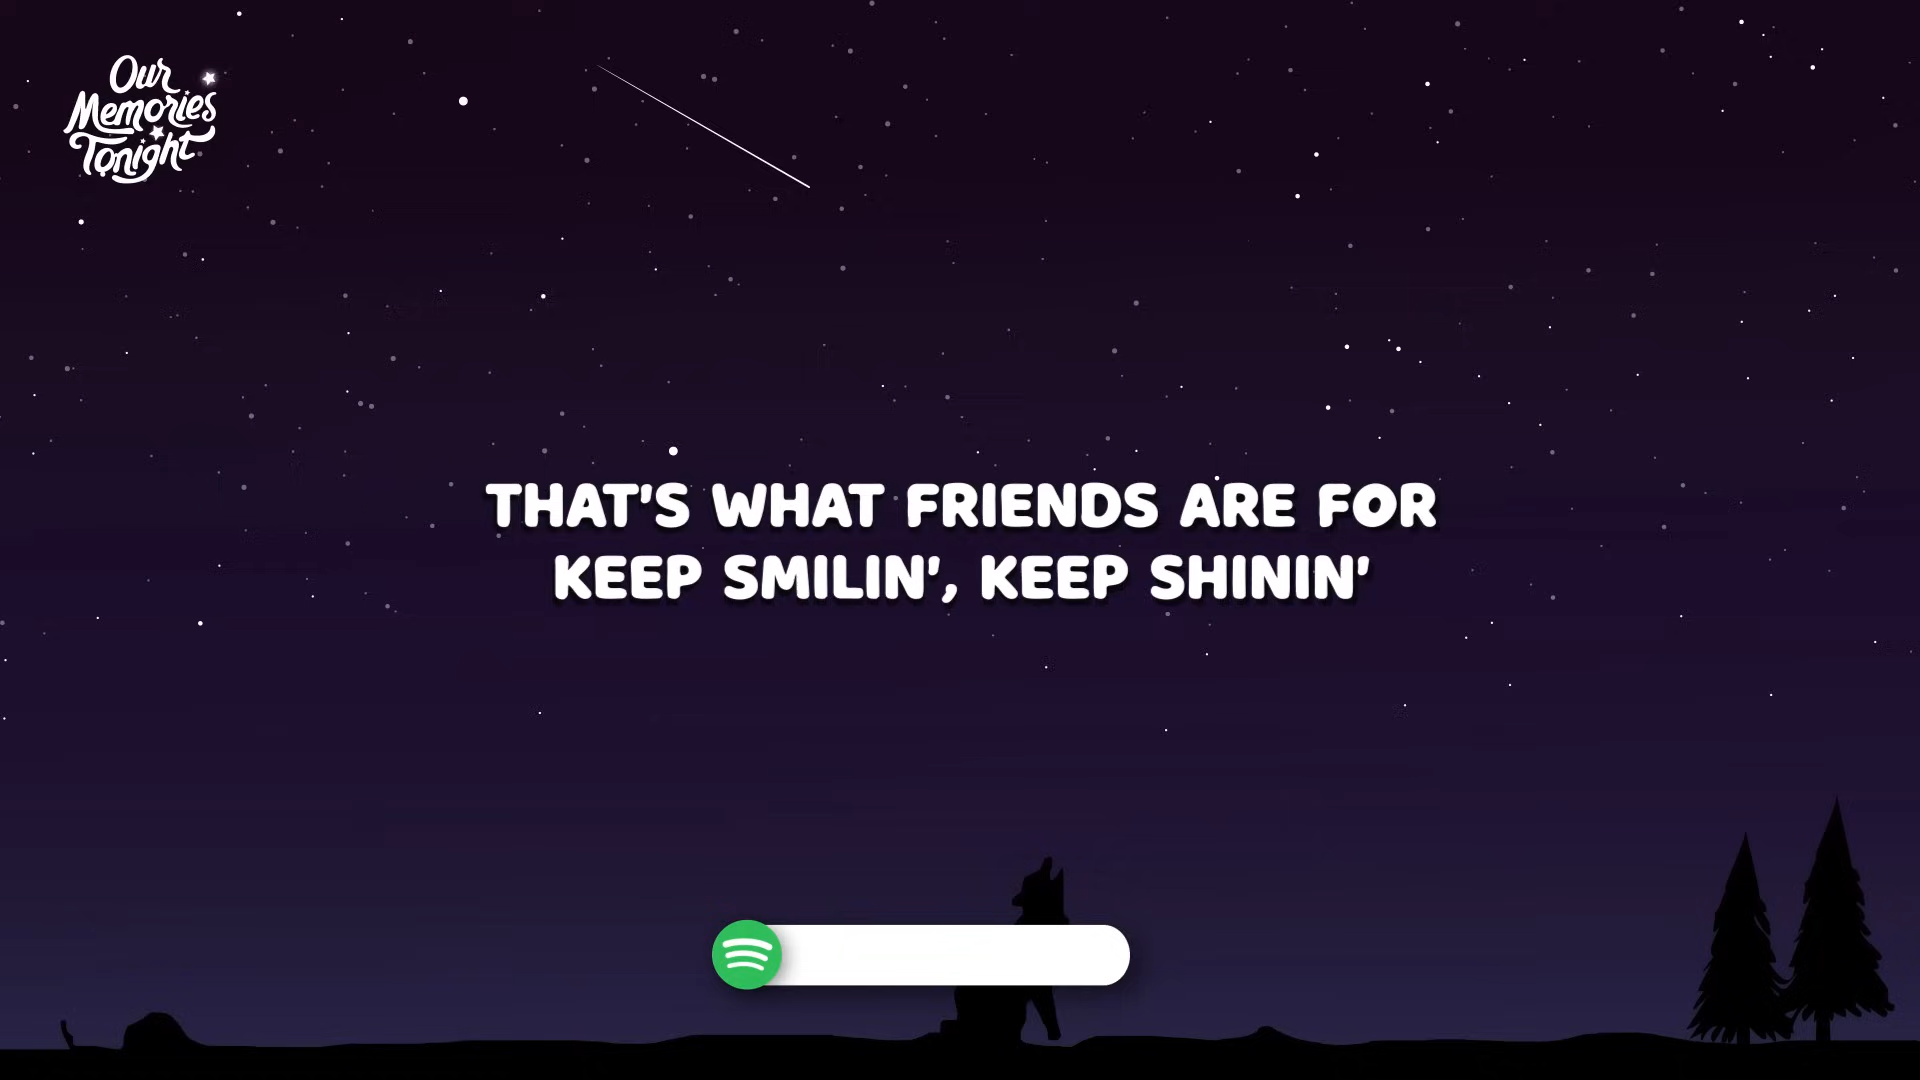 Our
Memories
Tonight
THAT'S WHAT FRIENDS ARE FOR
KEEP SMILIN', KEEP SHININ'